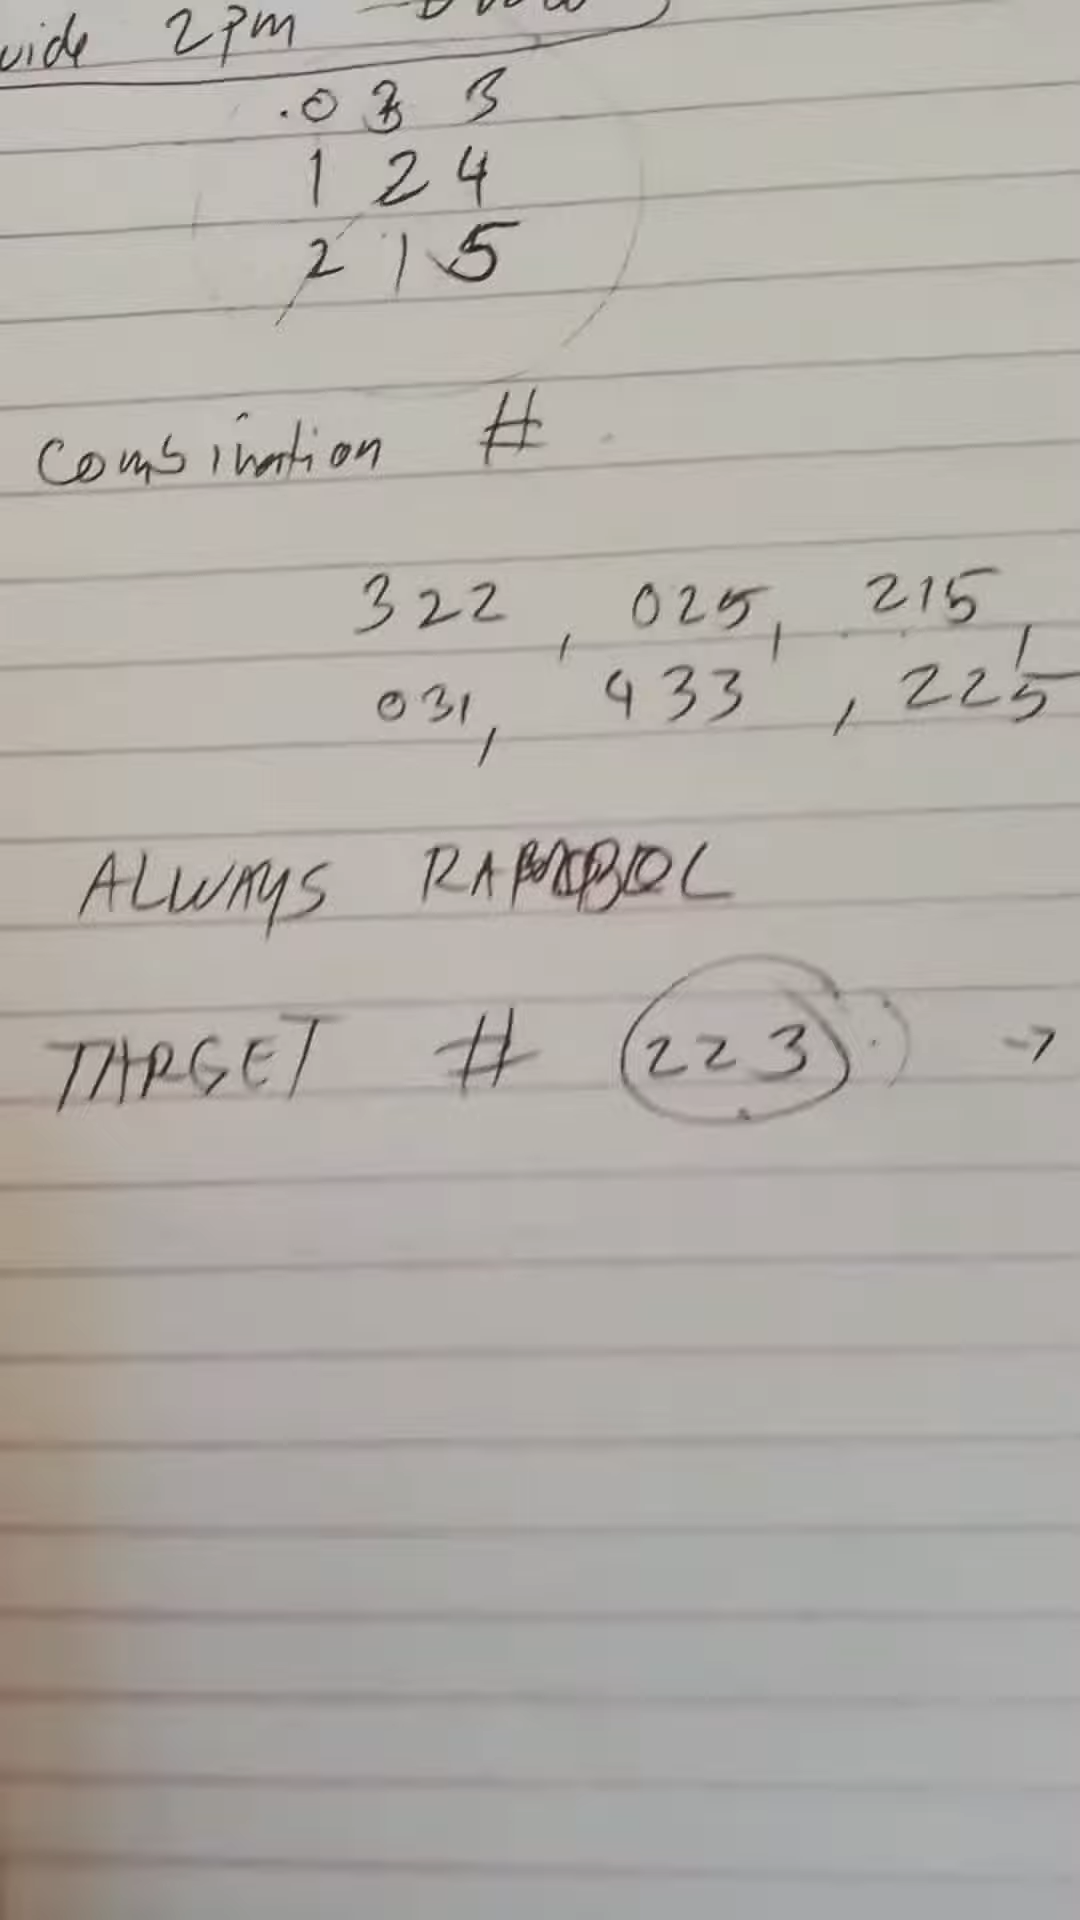 2pm
.0 3 3
1 2 4
2 1 5
Combination #
322, 025, 215,
031, 433, 225
ALWAYS
TARGET # 223 →